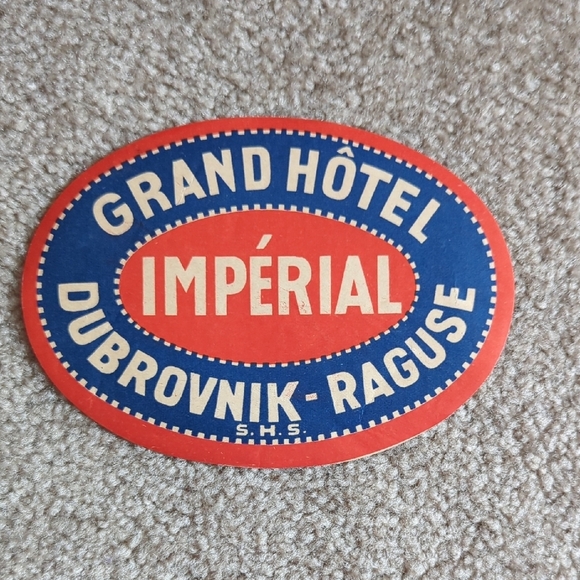 GRAND HÔTEL
IMPÉRIAL
DUBROVNIK - RAGUSE
S.H.S.